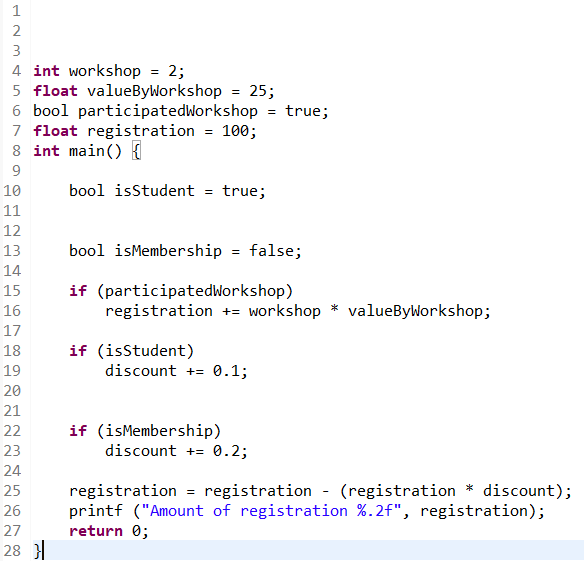 1
2
3
4 int workshop = 2;
5 float valueByWorkshop = 25;
6 bool participatedWorkshop = true;
7 float registration = 100;
8 int main() {
9
10 bool isStudent = true;
11
12
13 bool isMembership = false;
14
15 if (participatedWorkshop)
16 registration += workshop * valueByWorkshop;
17
18 if (isStudent)
19 discount += 0.1;
20
21
22 if (isMembership)
23 discount += 0.2;
24
25 registration = registration - (registration * discount);
26 printf ("Amount of registration %.2f", registration);
27 return 0;
28 }